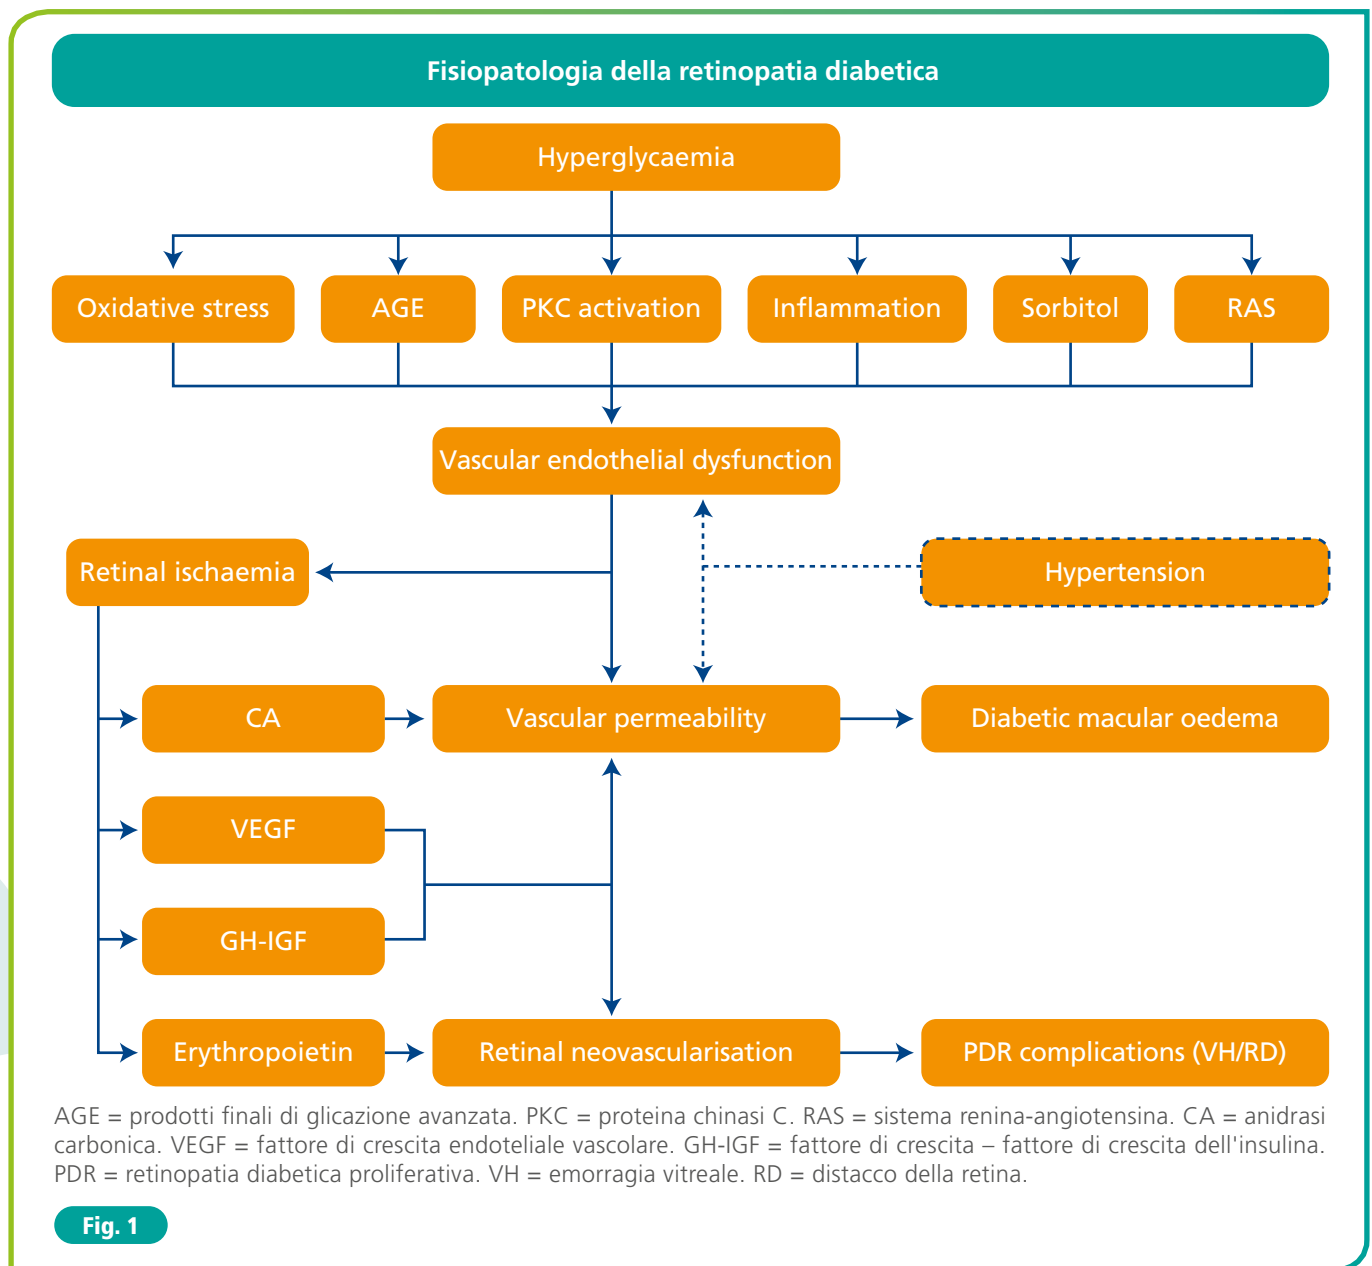 Fisiopatologia della retinopatia diabetica
Hyperglycaemia
Oxidative stress
AGE
PKC activation
Inflammation
Sorbitol
RAS
Vascular endothelial dysfunction
Retinal ischaemia
Hypertension
CA
Vascular permeability
Diabetic macular oedema
VEGF
GH-IGF
Erythropoietin
Retinal neovascularisation
PDR complications (VH/RD)
AGE = prodotti finali di glicazione avanzata. PKC = proteina chinasi C. RAS = sistema renina-angiotensina. CA = anidrasi
carbonica. VEGF = fattore di crescita endoteliale vascolare. GH-IGF = fattore di crescita – fattore di crescita dell'insulina.
PDR = retinopatia diabetica proliferativa. VH = emorragia vitreale. RD = distacco della retina.
Fig. 1